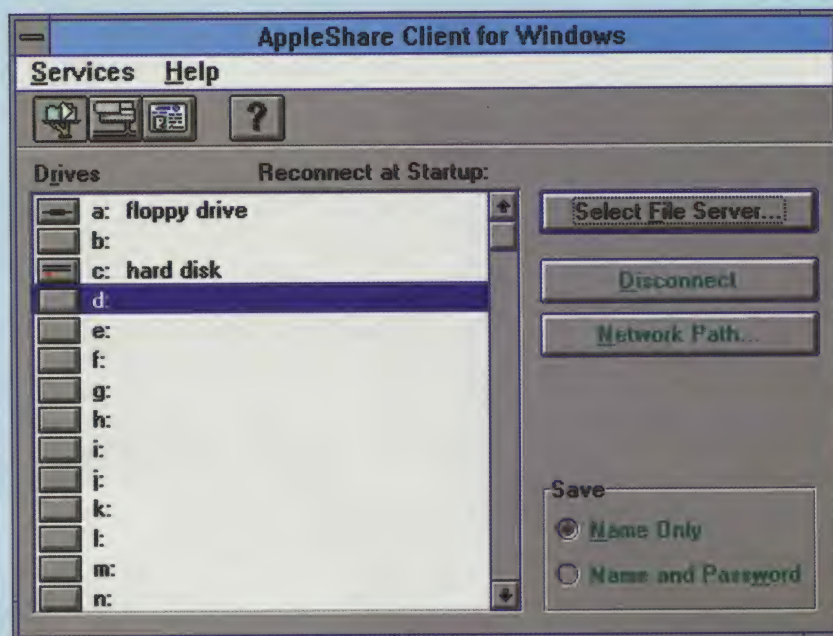 AppleShare Client for Windows
Services Help
?
Drives Reconnect at Startup:
a: floppy drive
b:
c: hard disk
d:
e:
f:
g:
h:
i:
j:
k:
l:
m:
n:
Select File Server...
Disconnect
Network Path...
Save
Name Only
Name and Password